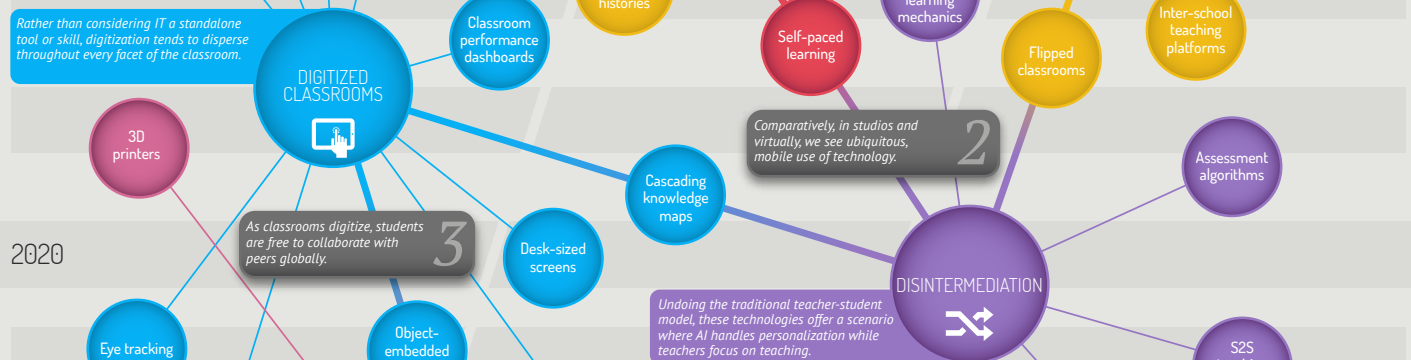 Rather than considering IT a standalone
tool or skill, digitization tends to disperse
throughout every facet of the classroom.
DIGITIZED
CLASSROOMS
Classroom
performance
dashboards
histories
Self-paced
learning
learning
mechanics
Flipped
classrooms
Inter-school
teaching
platforms
3D
printers
Comparatively, in studios and
virtually, we see ubiquitous,
mobile use of technology.
2
Assessment
algorithms
Cascading
knowledge
maps
As classrooms digitize, students
are free to collaborate with
peers globally.
3
2020
Desk-sized
screens
DISINTERMEDIATION
Undoing the traditional teacher-student
model, these technologies offer a scenario
where AI handles personalization while
teachers focus on teaching.
Eye tracking
Object-
embedded
S2S